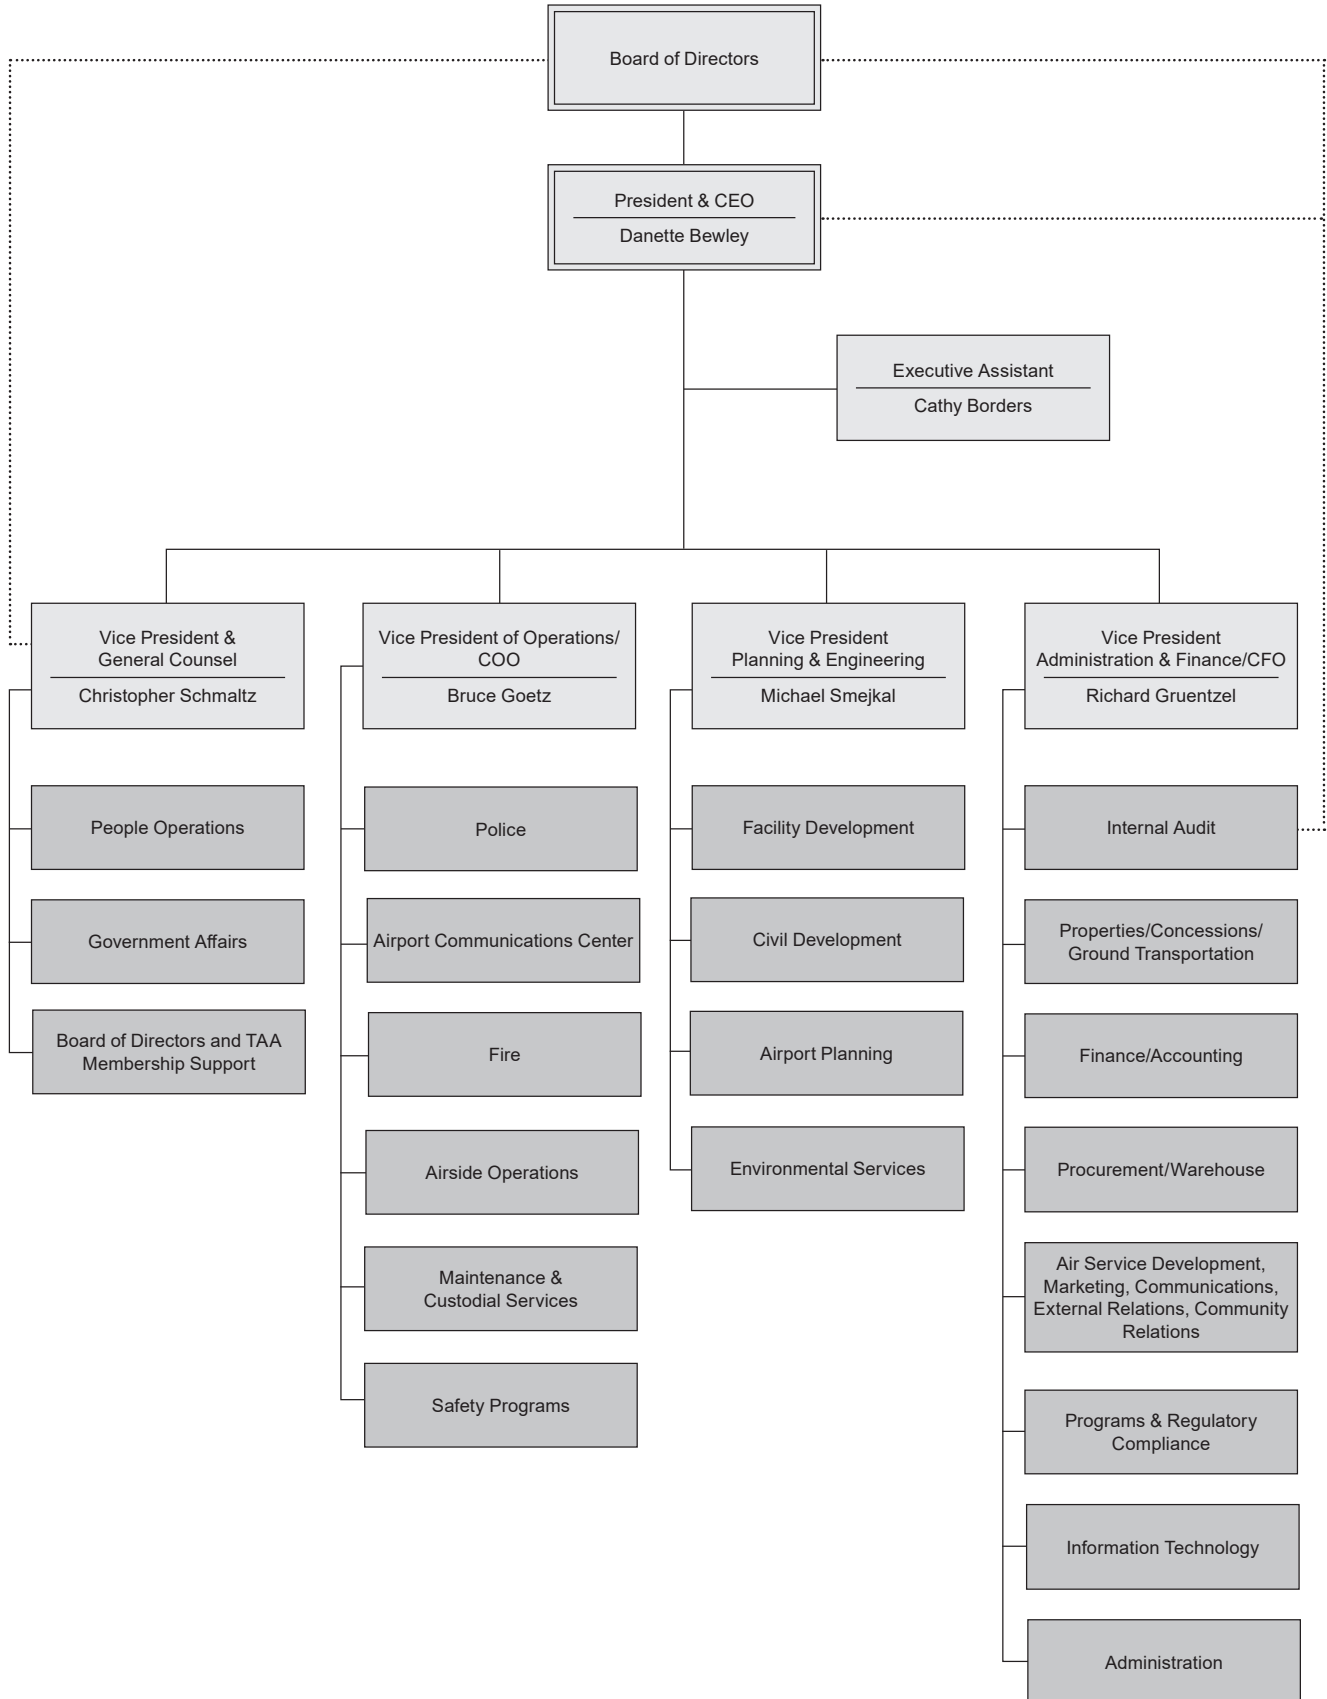 Board of Directors
President & CEO
Danette Bewley
Executive Assistant
Cathy Borders
Vice President &
General Counsel
Christopher Schmaltz
People Operations
Government Affairs
Board of Directors and TAA
Membership Support
Vice President of Operations/
COO
Bruce Goetz
Police
Airport Communications Center
Fire
Airside Operations
Maintenance &
Custodial Services
Safety Programs
Vice President
Planning & Engineering
Michael Smejkal
Facility Development
Civil Development
Airport Planning
Environmental Services
Vice President
Administration & Finance/CFO
Richard Gruentzel
Internal Audit
Properties/Concessions/
Ground Transportation
Finance/Accounting
Procurement/Warehouse
Air Service Development,
Marketing, Communications,
External Relations, Community
Relations
Programs & Regulatory
Compliance
Information Technology
Administration